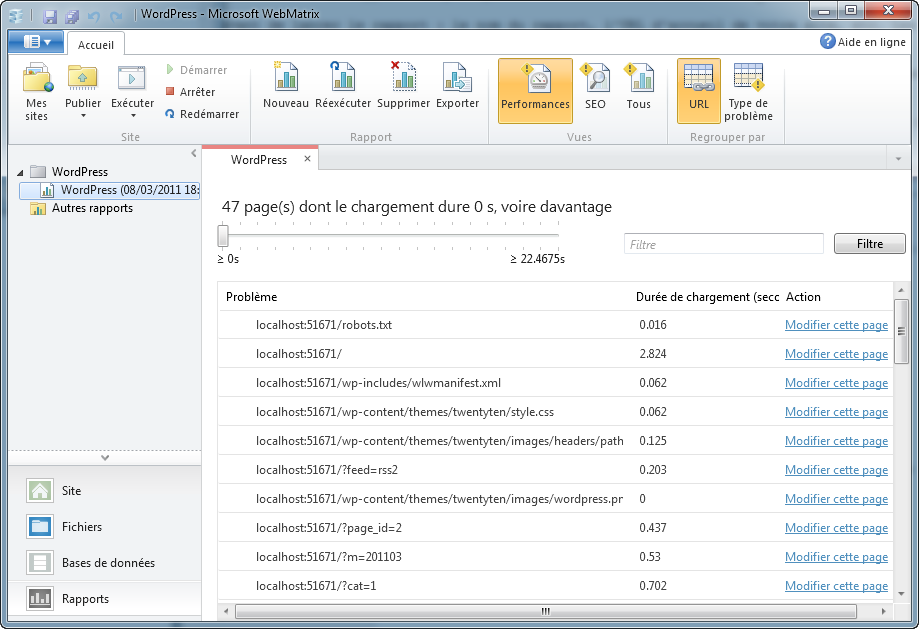 WordPress - Microsoft WebMatrix
Accueil
Aide en ligne
Mes sites
Publier
Exécuter
Démarrer
Arrêter
Redémarrer
Site
Nouveau
Réexécuter
Supprimer
Exporter
Rapport
Performances
SEO
Tous
Vues
URL
Type de problème
Regrouper par
WordPress
WordPress (08/03/2011 18:
Autres rapports
Site
Fichiers
Bases de données
Rapports
WordPress
47 page(s) dont le chargement dure 0 s, voire davantage
≥ 0s
≥ 22.4675s
Filtre
Filtre
Problème Durée de chargement (secc Action
localhost:51671/robots.txt 0.016 Modifier cette page
localhost:51671/ 2.824 Modifier cette page
localhost:51671/wp-includes/wlwmanifest.xml 0.062 Modifier cette page
localhost:51671/wp-content/themes/twentyten/style.css 0.062 Modifier cette page
localhost:51671/wp-content/themes/twentyten/images/headers/path 0.125 Modifier cette page
localhost:51671/?feed=rss2 0.203 Modifier cette page
localhost:51671/wp-content/themes/twentyten/images/wordpress.pr 0 Modifier cette page
localhost:51671/?page_id=2 0.437 Modifier cette page
localhost:51671/?m=201103 0.53 Modifier cette page
localhost:51671/?cat=1 0.702 Modifier cette page